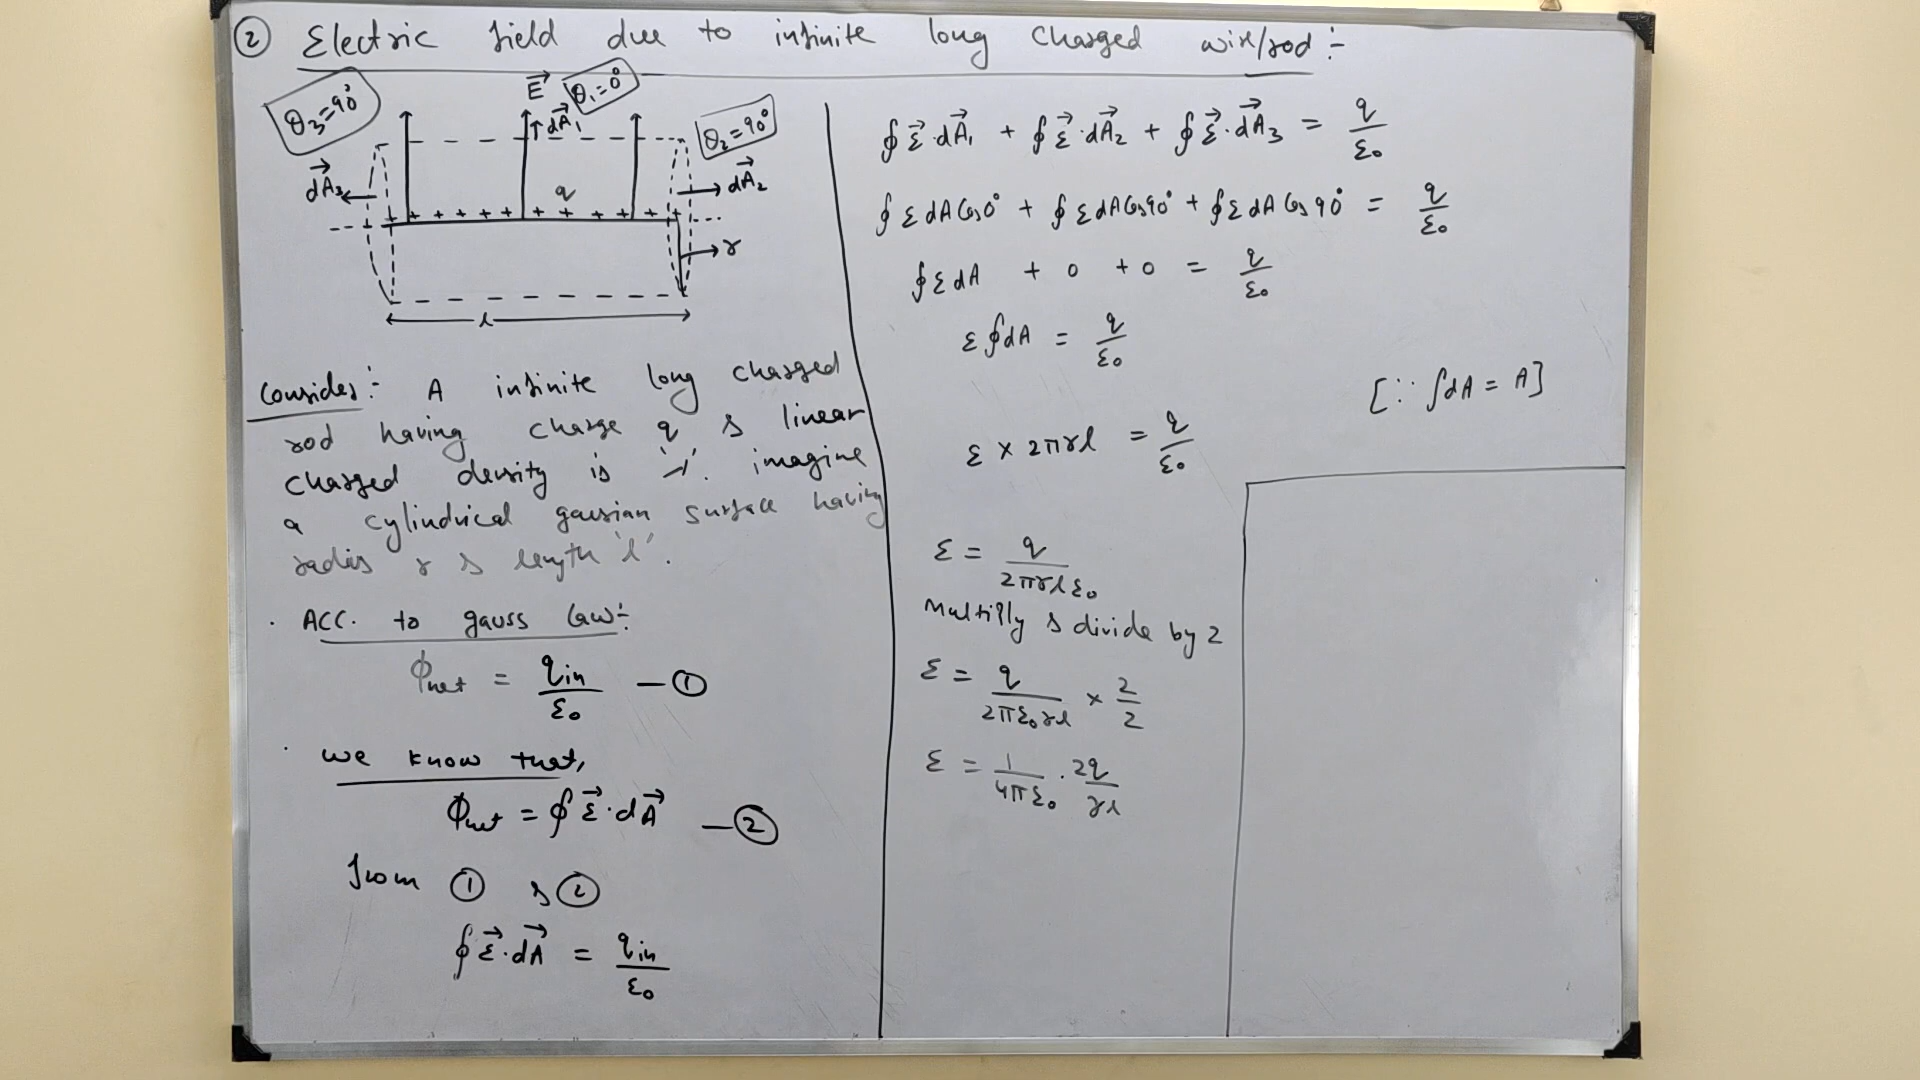 ② Electric field due to infinite long charged wire/rod :-
θ₃=90°
E⃗
θ₁=0°
dA⃗₁
θ₂=90°
dA⃗₃
q
dA⃗₂
+ + + + + + + + + + + +
r
l
Consider :- A infinite long charged
rod having charge q & linear
charged density is 'λ'. imagine
a cylindrical gaussian surface having
radius r & length 'l'.
· ACC. to gauss law :-
ϕnet = qin/ε₀ — ①
· we know that,
ϕnet = ∮ E⃗·dA⃗ — ②
from ① & ②
∮ E⃗·dA⃗ = qin/ε₀
∮ E⃗·dA⃗₁ + ∮ E⃗·dA⃗₂ + ∮ E⃗·dA⃗₃ = q/ε₀
∮ E dA Cos0° + ∮ E dA Cos90° + ∮ E dA Cos90° = q/ε₀
∮ E dA + 0 + 0 = q/ε₀
E ∮ dA = q/ε₀
[∵ ∫dA = A]
E × 2πrl = q/ε₀
E = q/2πrlε₀
Multilly & divide by 2
E = q/2πε₀rl × 2/2
E = 1/4πε₀ · 2q/rl